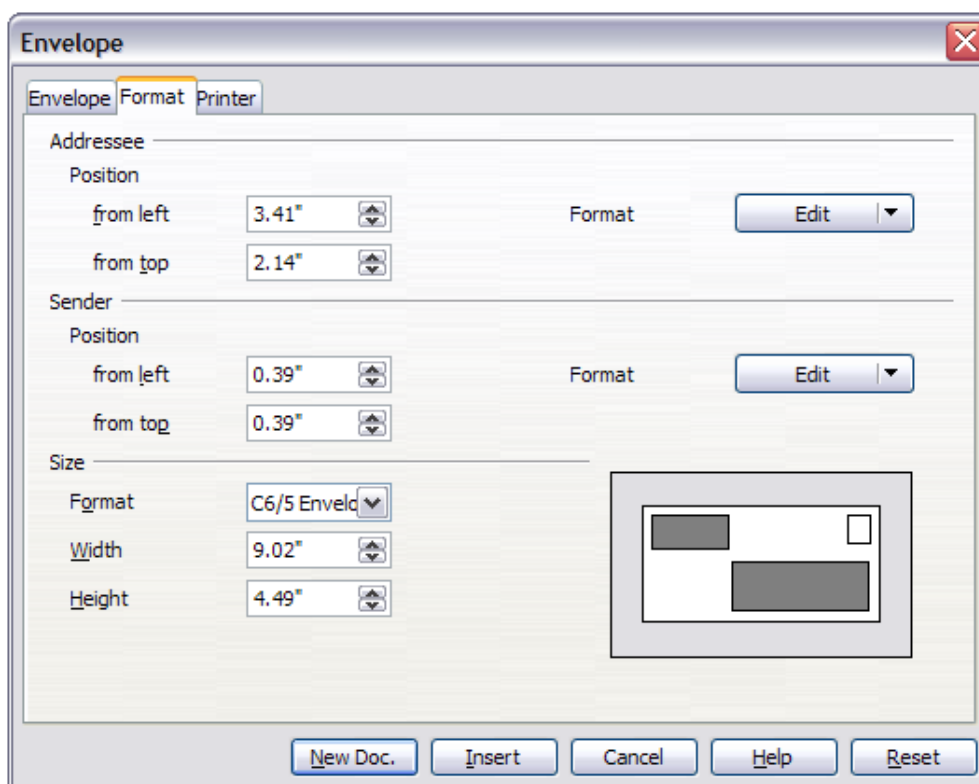 Envelope
Envelope Format Printer
Addressee
Position
from left 3.41" Format Edit
from top 2.14"
Sender
Position
from left 0.39" Format Edit
from top 0.39"
Size
Format C6/5 Envelo
Width 9.02"
Height 4.49"
New Doc. Insert Cancel Help Reset